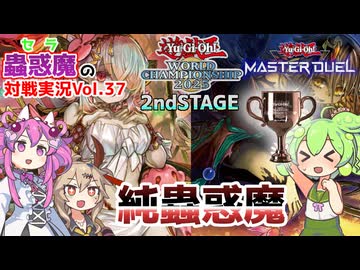 セラ
蟲惑魔の
対戦実況Vol.37
Yu-Gi-Oh!
WORLD
CHAMPIONSHIP
2025
2ndSTAGE
Yu-Gi-Oh!
MASTER DUEL
純蟲惑魔